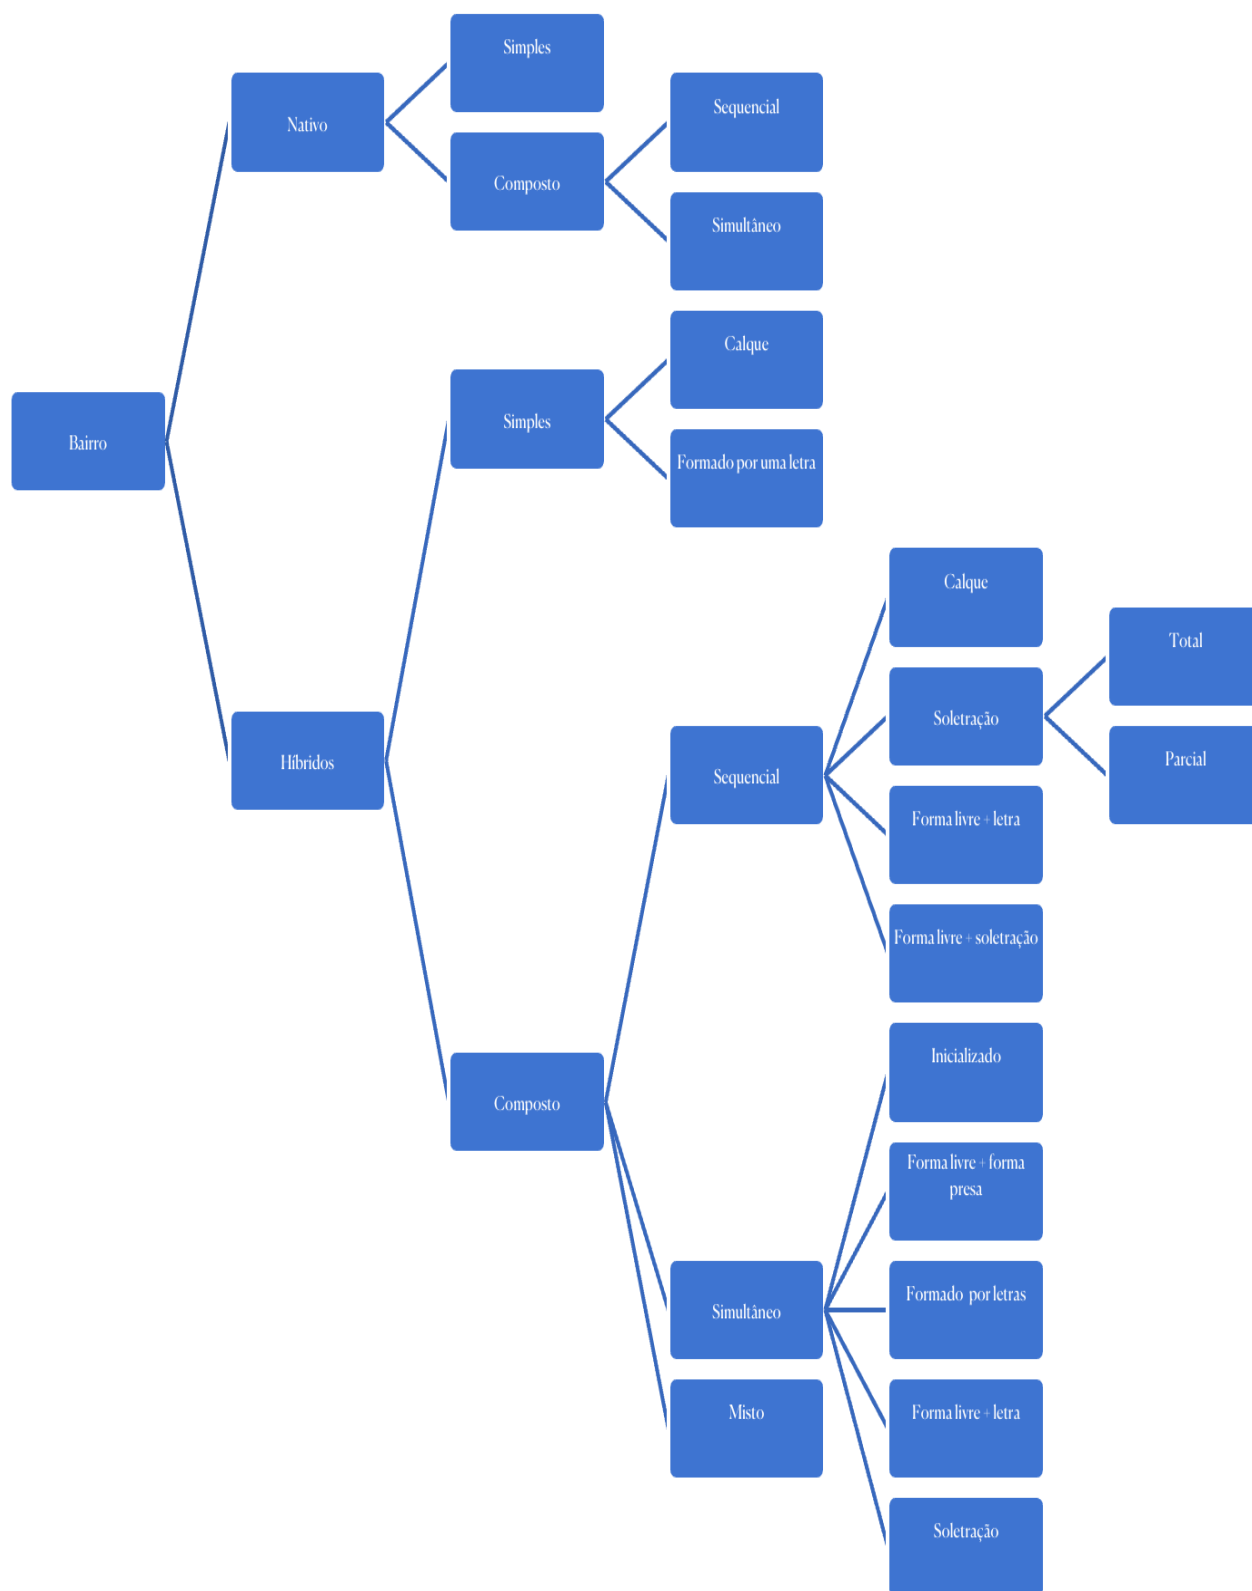 Bairro
Nativo
Simples
Composto
Sequencial
Simultâneo
Híbridos
Simples
Calque
Formado por uma letra
Composto
Sequencial
Calque
Soletração
Total
Parcial
Forma livre + letra
Forma livre + soletração
Simultâneo
Inicializado
Forma livre + forma
presa
Formado por letras
Forma livre + letra
Soletração
Misto